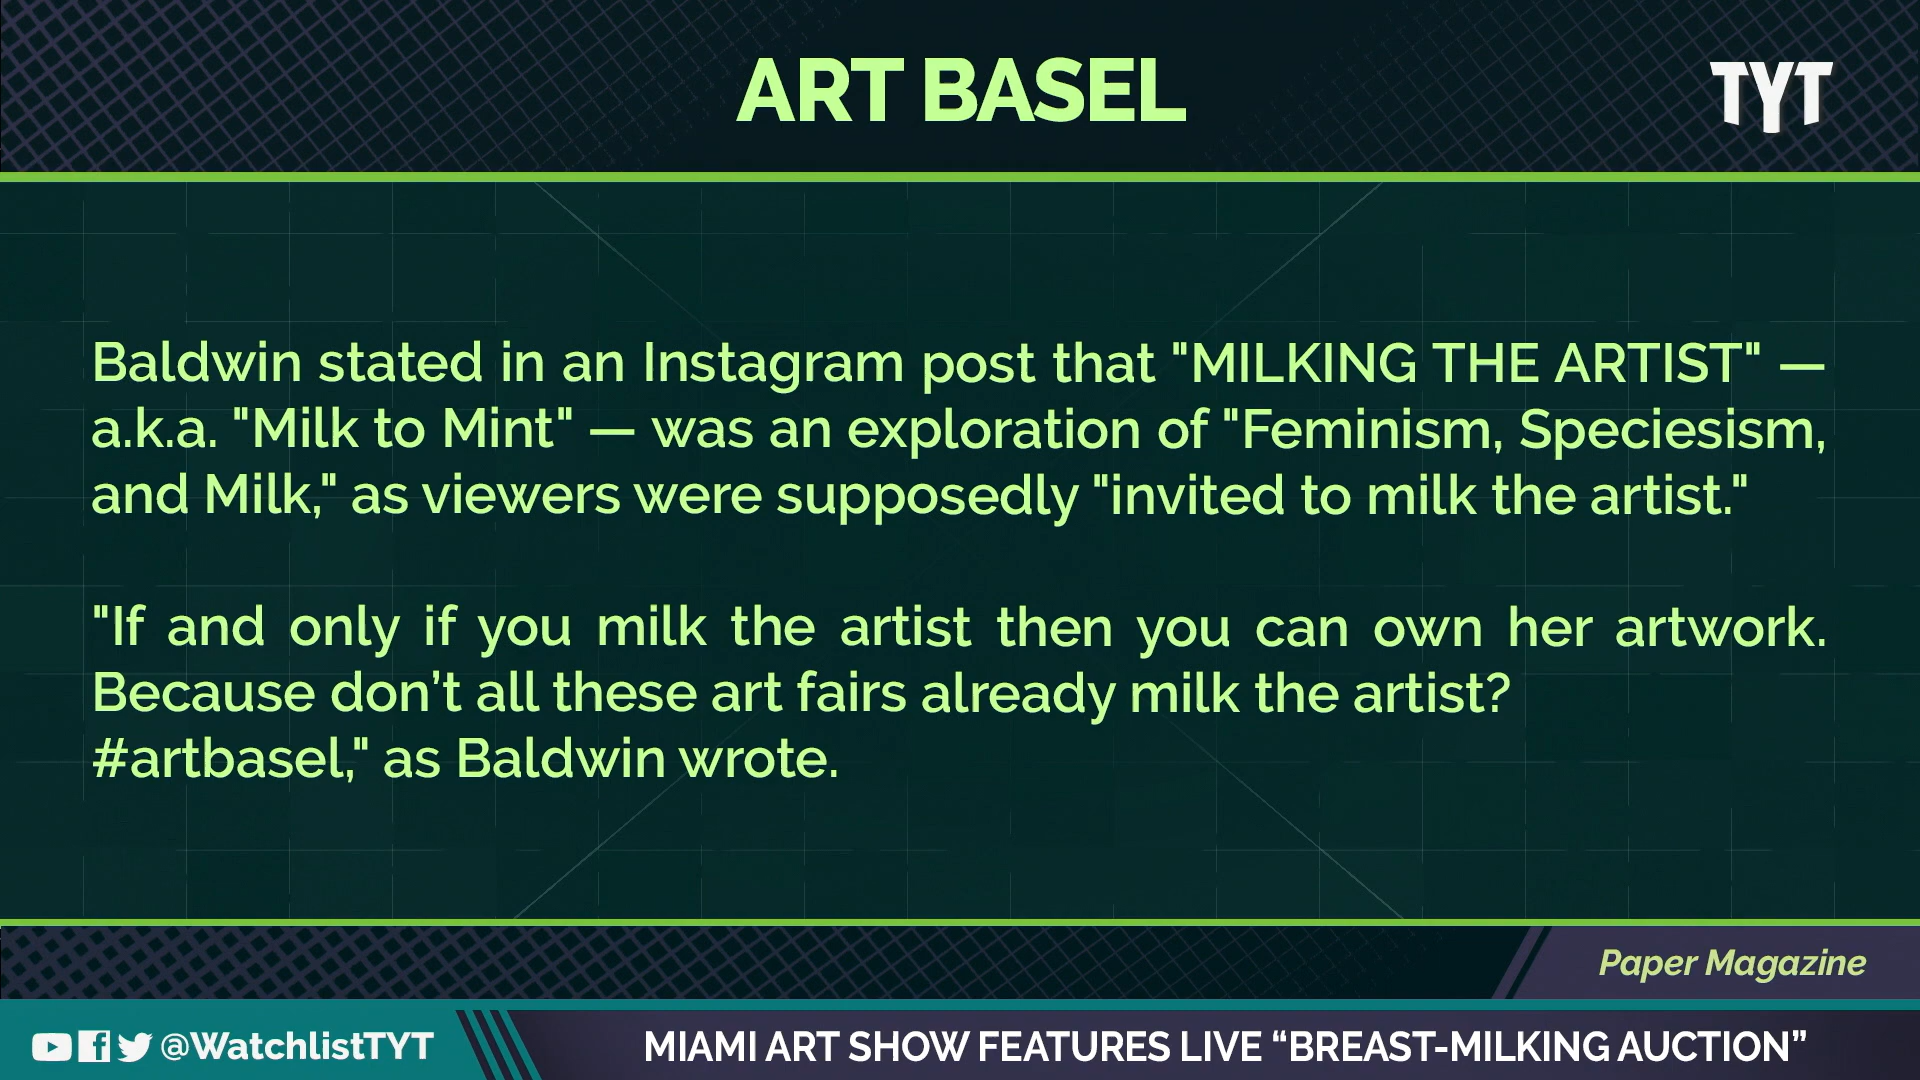 ART BASEL
TYT
Baldwin stated in an Instagram post that "MILKING THE ARTIST" —
a.k.a. "Milk to Mint" — was an exploration of "Feminism, Speciesism,
and Milk," as viewers were supposedly "invited to milk the artist."
"If and only if you milk the artist then you can own her artwork.
Because don’t all these art fairs already milk the artist?
#artbasel," as Baldwin wrote.
Paper Magazine
@WatchlistTYT
MIAMI ART SHOW FEATURES LIVE “BREAST-MILKING AUCTION”